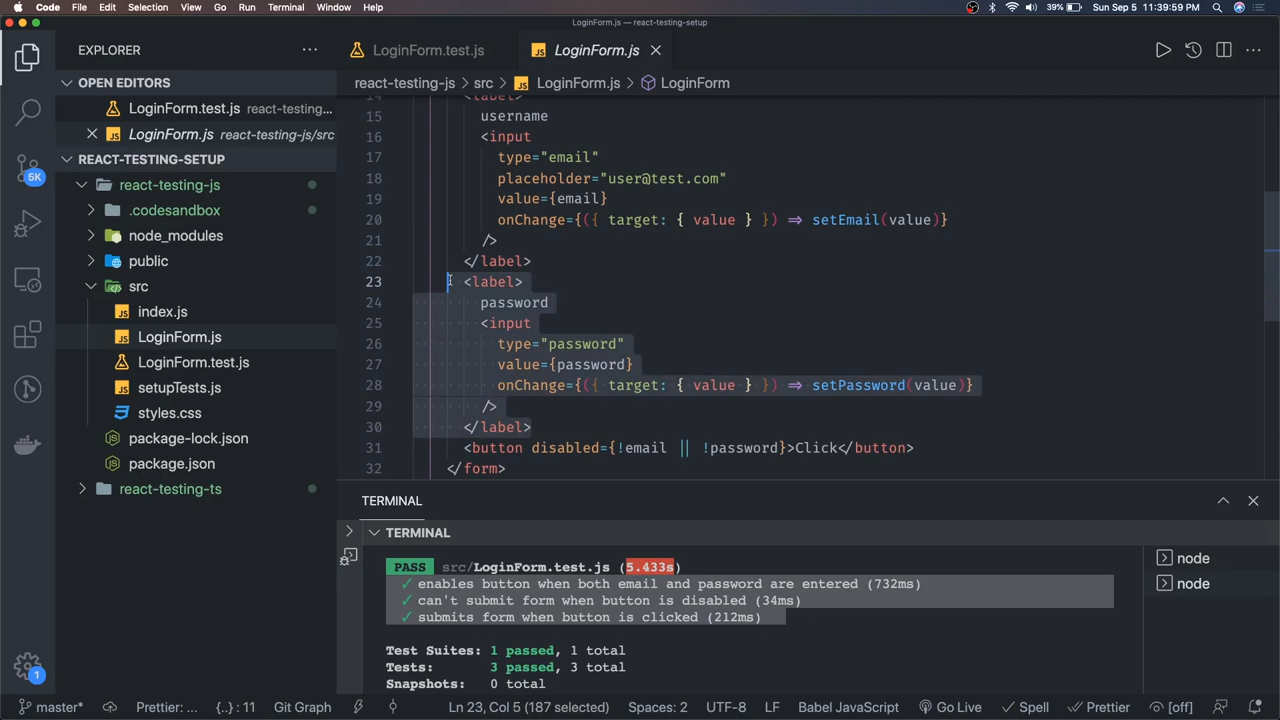 Code File Edit Selection View Go Run Terminal Window Help 39% Sun Sep 5 11:39:59 PM
LoginForm.js — react-testing-setup
EXPLORER
OPEN EDITORS
LoginForm.test.js react-testing...
LoginForm.js react-testing-js/src
REACT-TESTING-SETUP
react-testing-js
.codesandbox
node_modules
public
src
index.js
LoginForm.js
LoginForm.test.js
setupTests.js
styles.css
package-lock.json
package.json
react-testing-ts
5K
1
LoginForm.test.js LoginForm.js
react-testing-js > src > LoginForm.js > LoginForm
14 <label>
15 username
16 <input
17 type="email"
18 placeholder="user@test.com"
19 value={email}
20 onChange={({ target: { value } }) => setEmail(value)}
21 />
22 </label>
23 <label>
24 password
25 <input
26 type="password"
27 value={password}
28 onChange={({ target: { value } }) => setPassword(value)}
29 />
30 </label>
31 <button disabled={!email || !password}>Click</button>
32 </form>
TERMINAL
TERMINAL
PASS src/LoginForm.test.js (5.433s)
✓ enables button when both email and password are entered (732ms)
✓ can't submit form when button is disabled (34ms)
✓ submits form when button is clicked (212ms)
Test Suites: 1 passed, 1 total
Tests: 3 passed, 3 total
Snapshots: 0 total
node
node
master* Prettier: ... {..} : 11 Git Graph Ln 23, Col 5 (187 selected) Spaces: 2 UTF-8 LF Babel JavaScript Go Live Spell Prettier [off]